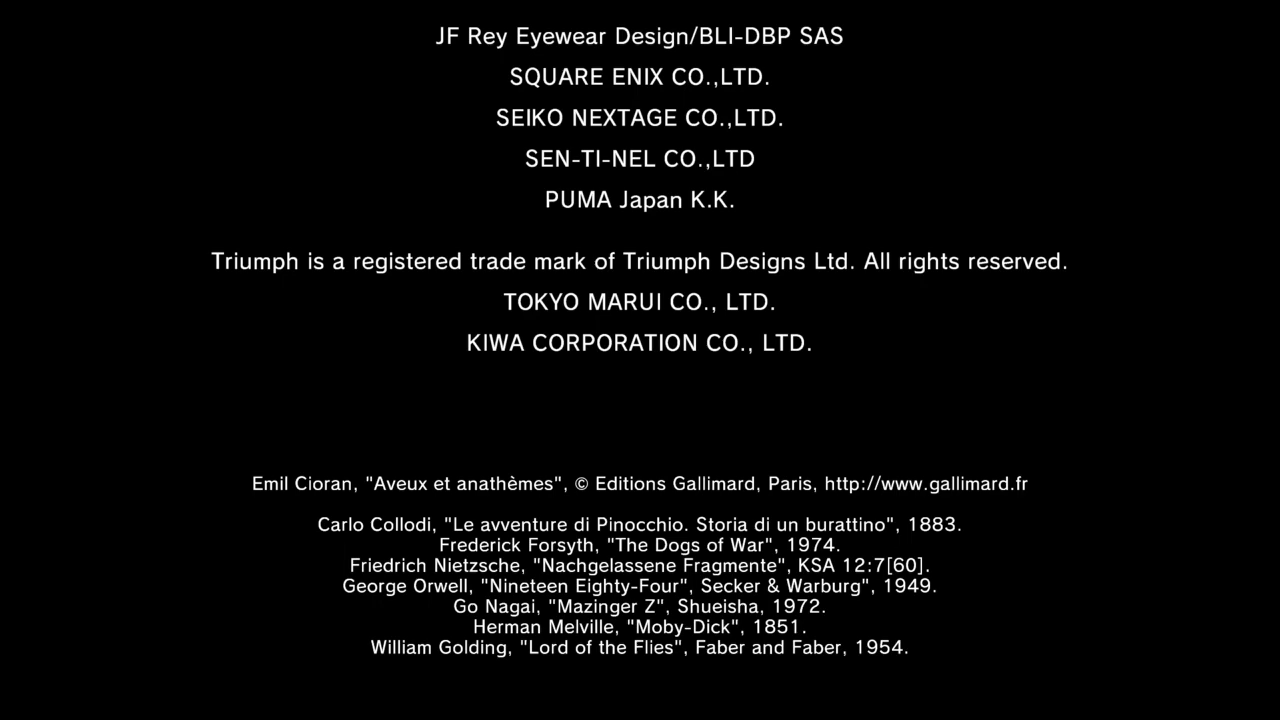 JF Rey Eyewear Design/BLI-DBP SAS
SQUARE ENIX CO.,LTD.
SEIKO NEXTAGE CO.,LTD.
SEN-TI-NEL CO.,LTD
PUMA Japan K.K.
Triumph is a registered trade mark of Triumph Designs Ltd. All rights reserved.
TOKYO MARUI CO., LTD.
KIWA CORPORATION CO., LTD.
Emil Cioran, "Aveux et anathèmes", © Editions Gallimard, Paris, http://www.gallimard.fr
Carlo Collodi, "Le avventure di Pinocchio. Storia di un burattino", 1883.
Frederick Forsyth, "The Dogs of War", 1974.
Friedrich Nietzsche, "Nachgelassene Fragmente", KSA 12:7[60].
George Orwell, "Nineteen Eighty-Four", Secker & Warburg", 1949.
Go Nagai, "Mazinger Z", Shueisha, 1972.
Herman Melville, "Moby-Dick", 1851.
William Golding, "Lord of the Flies", Faber and Faber, 1954.